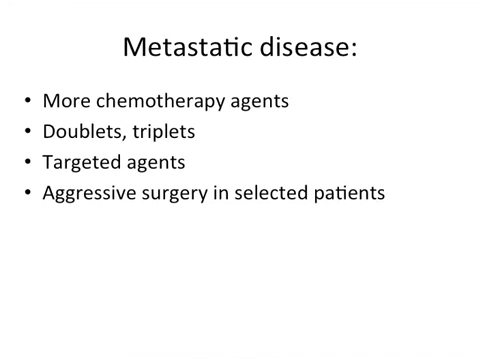 Metastatic disease:
• More chemotherapy agents
• Doublets, triplets
• Targeted agents
• Aggressive surgery in selected patients